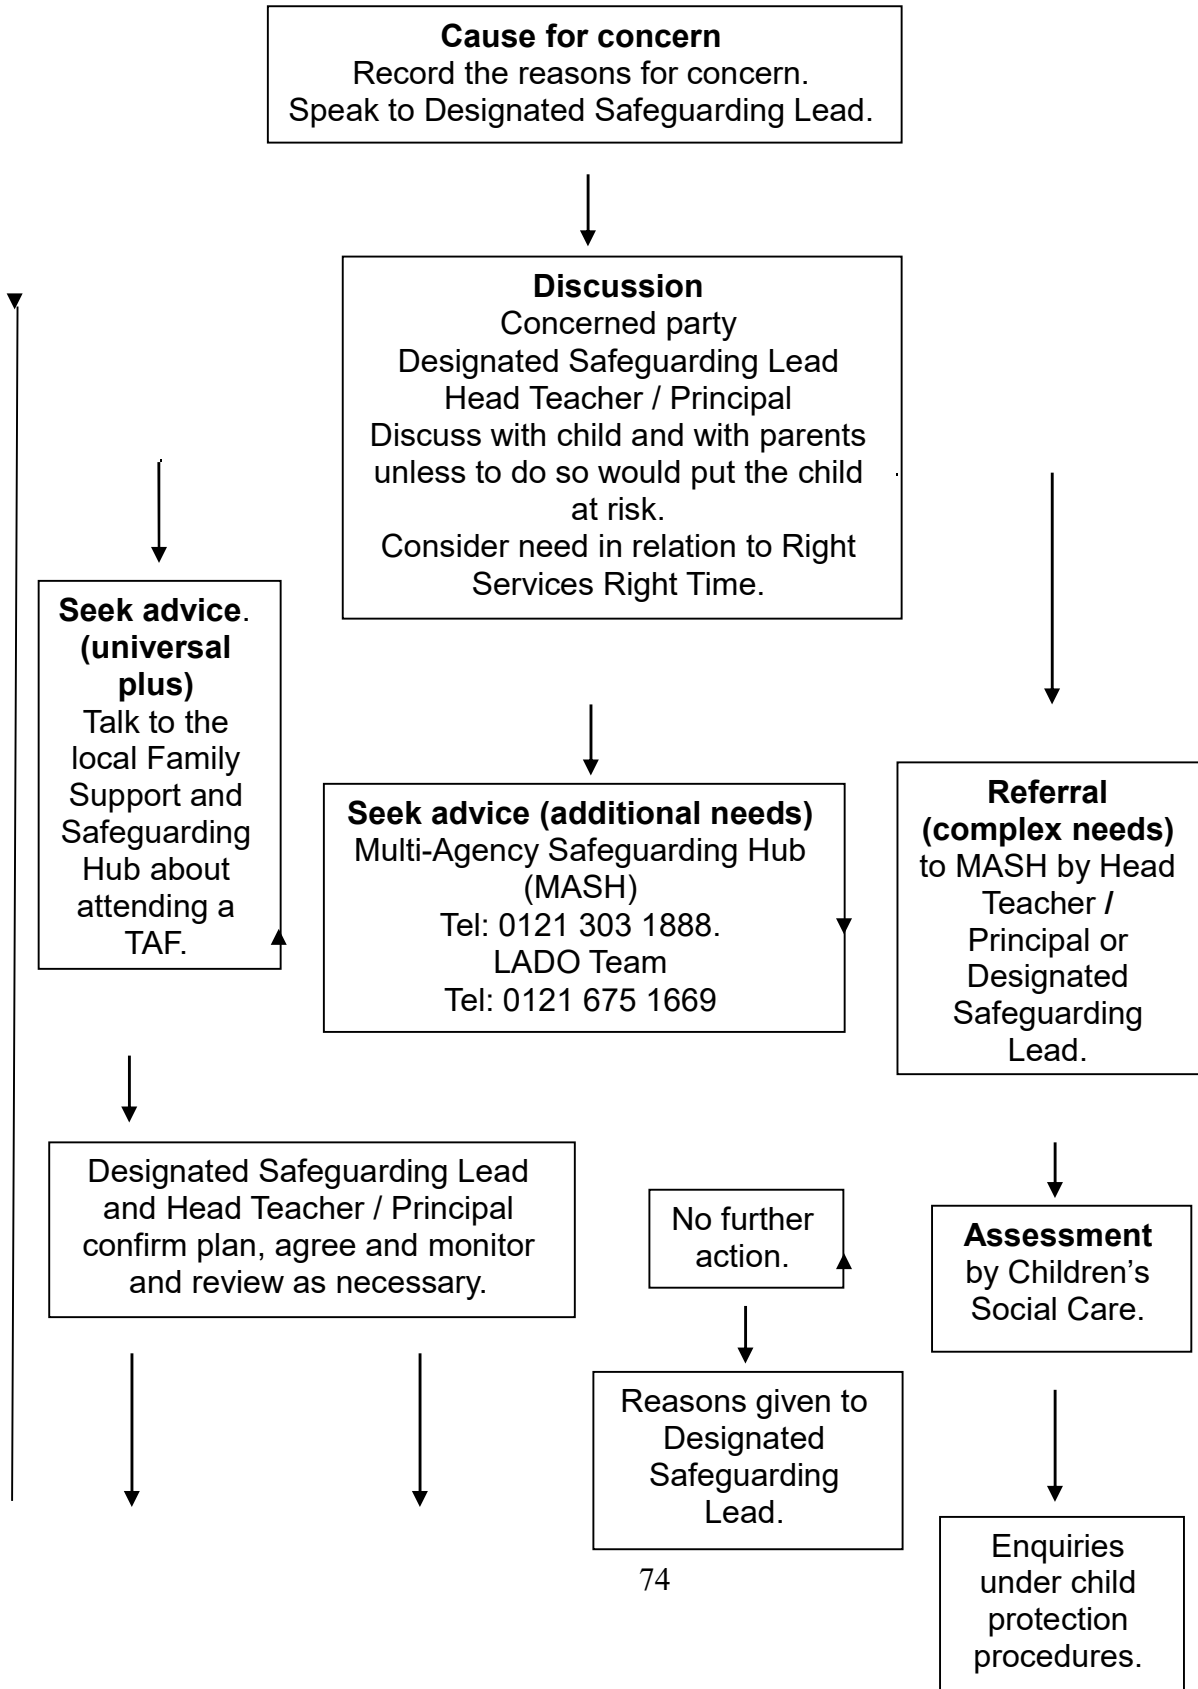 Cause for concern
Record the reasons for concern.
Speak to Designated Safeguarding Lead.
Discussion
Concerned party
Designated Safeguarding Lead
Head Teacher / Principal
Discuss with child and with parents
unless to do so would put the child
at risk.
Consider need in relation to Right
Services Right Time.
Seek advice.
(universal
plus)
Talk to the
local Family
Support and
Safeguarding
Hub about
attending a
TAF.
Seek advice (additional needs)
Multi-Agency Safeguarding Hub
(MASH)
Tel: 0121 303 1888.
LADO Team
Tel: 0121 675 1669
Referral
(complex needs)
to MASH by Head
Teacher /
Principal or
Designated
Safeguarding
Lead.
Designated Safeguarding Lead
and Head Teacher / Principal
confirm plan, agree and monitor
and review as necessary.
No further
action.
Assessment
by Children's
Social Care.
Reasons given to
Designated
Safeguarding
Lead.
Enquiries
under child
protection
procedures.
74